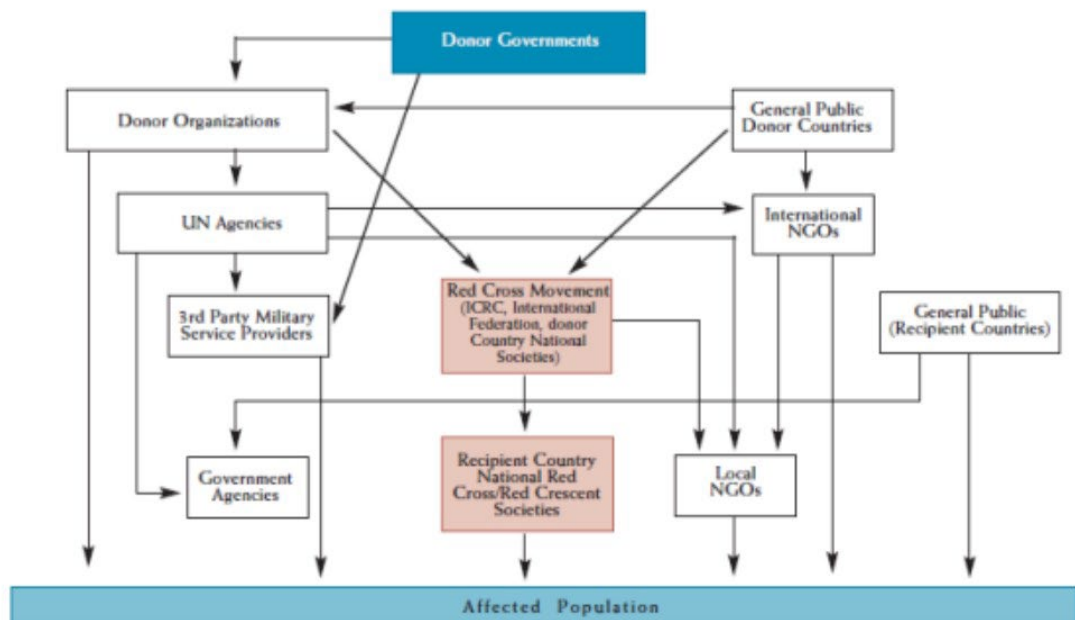 Donor Governments
Donor Organizations
General Public
Donor Countries
UN Agencies
International
NGOs
3rd Party Military
Service Providers
Red Cross Movement
(ICRC, International
Federation, donor
Country National
Societies)
General Public
(Recipient Countries)
Government
Agencies
Recipient Country
National Red
Cross/Red Crescent
Societies
Local
NGOs
Affected Population